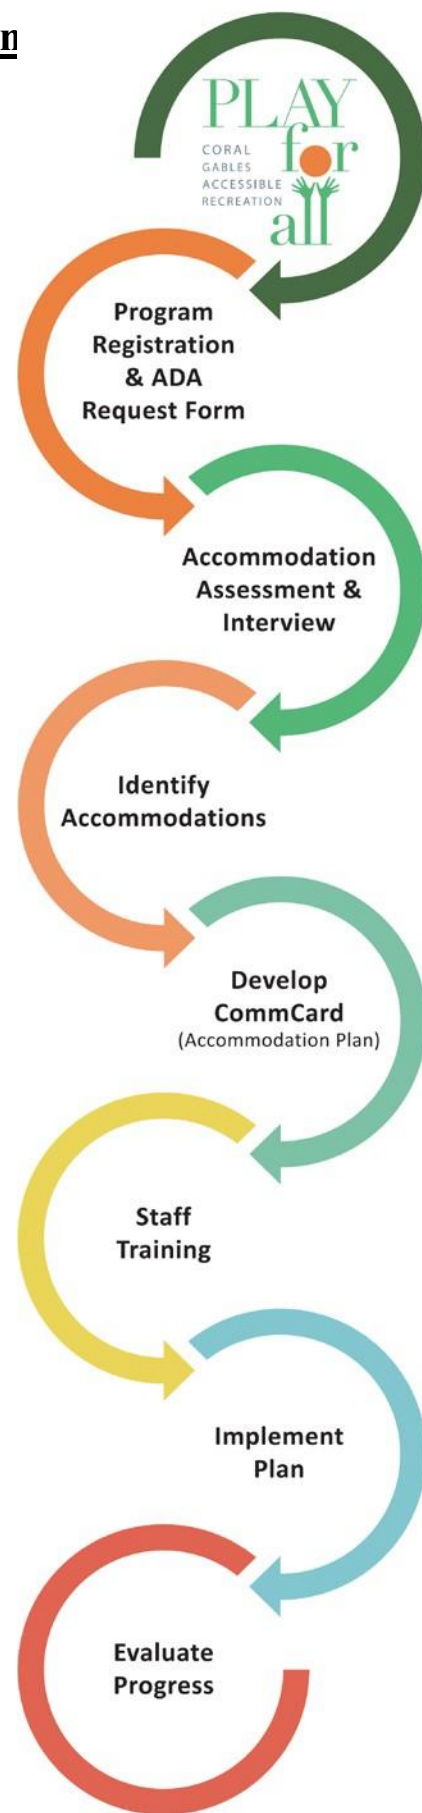 n
PLAY
for
all
CORAL
GABLES
ACCESSIBLE
RECREATION
Program
Registration
& ADA
Request Form
Accommodation
Assessment &
Interview
Identify
Accommodations
Develop
CommCard
(Accommodation Plan)
Staff
Training
Implement
Plan
Evaluate
Progress